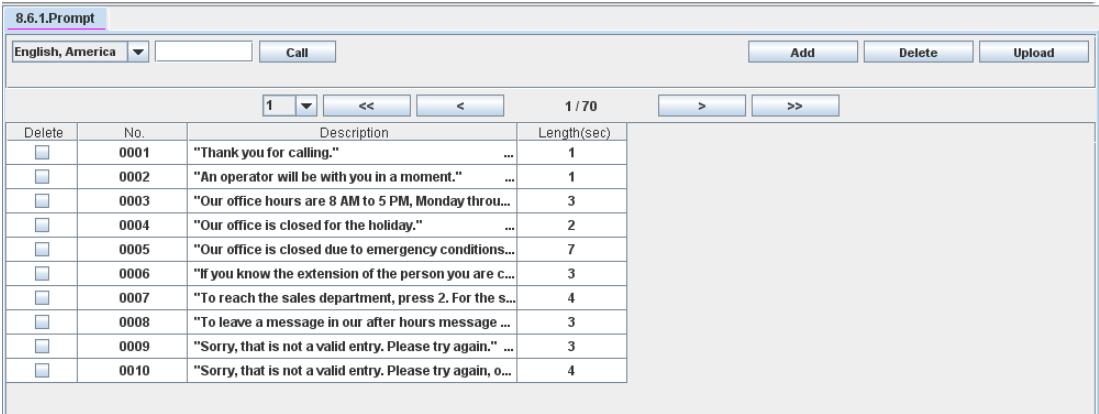 8.6.1.Prompt
English, America Call Add Delete Upload
1 << < 1 / 70 > >>
Delete No. Description Length(sec)
0001 "Thank you for calling." ... 1
0002 "An operator will be with you in a moment." ... 1
0003 "Our office hours are 8 AM to 5 PM, Monday throu... 3
0004 "Our office is closed for the holiday." ... 2
0005 "Our office is closed due to emergency conditions... 7
0006 "If you know the extension of the person you are c... 3
0007 "To reach the sales department, press 2. For the s... 4
0008 "To leave a message in our after hours message ... 3
0009 "Sorry, that is not a valid entry. Please try again." ... 3
0010 "Sorry, that is not a valid entry. Please try again, o... 4